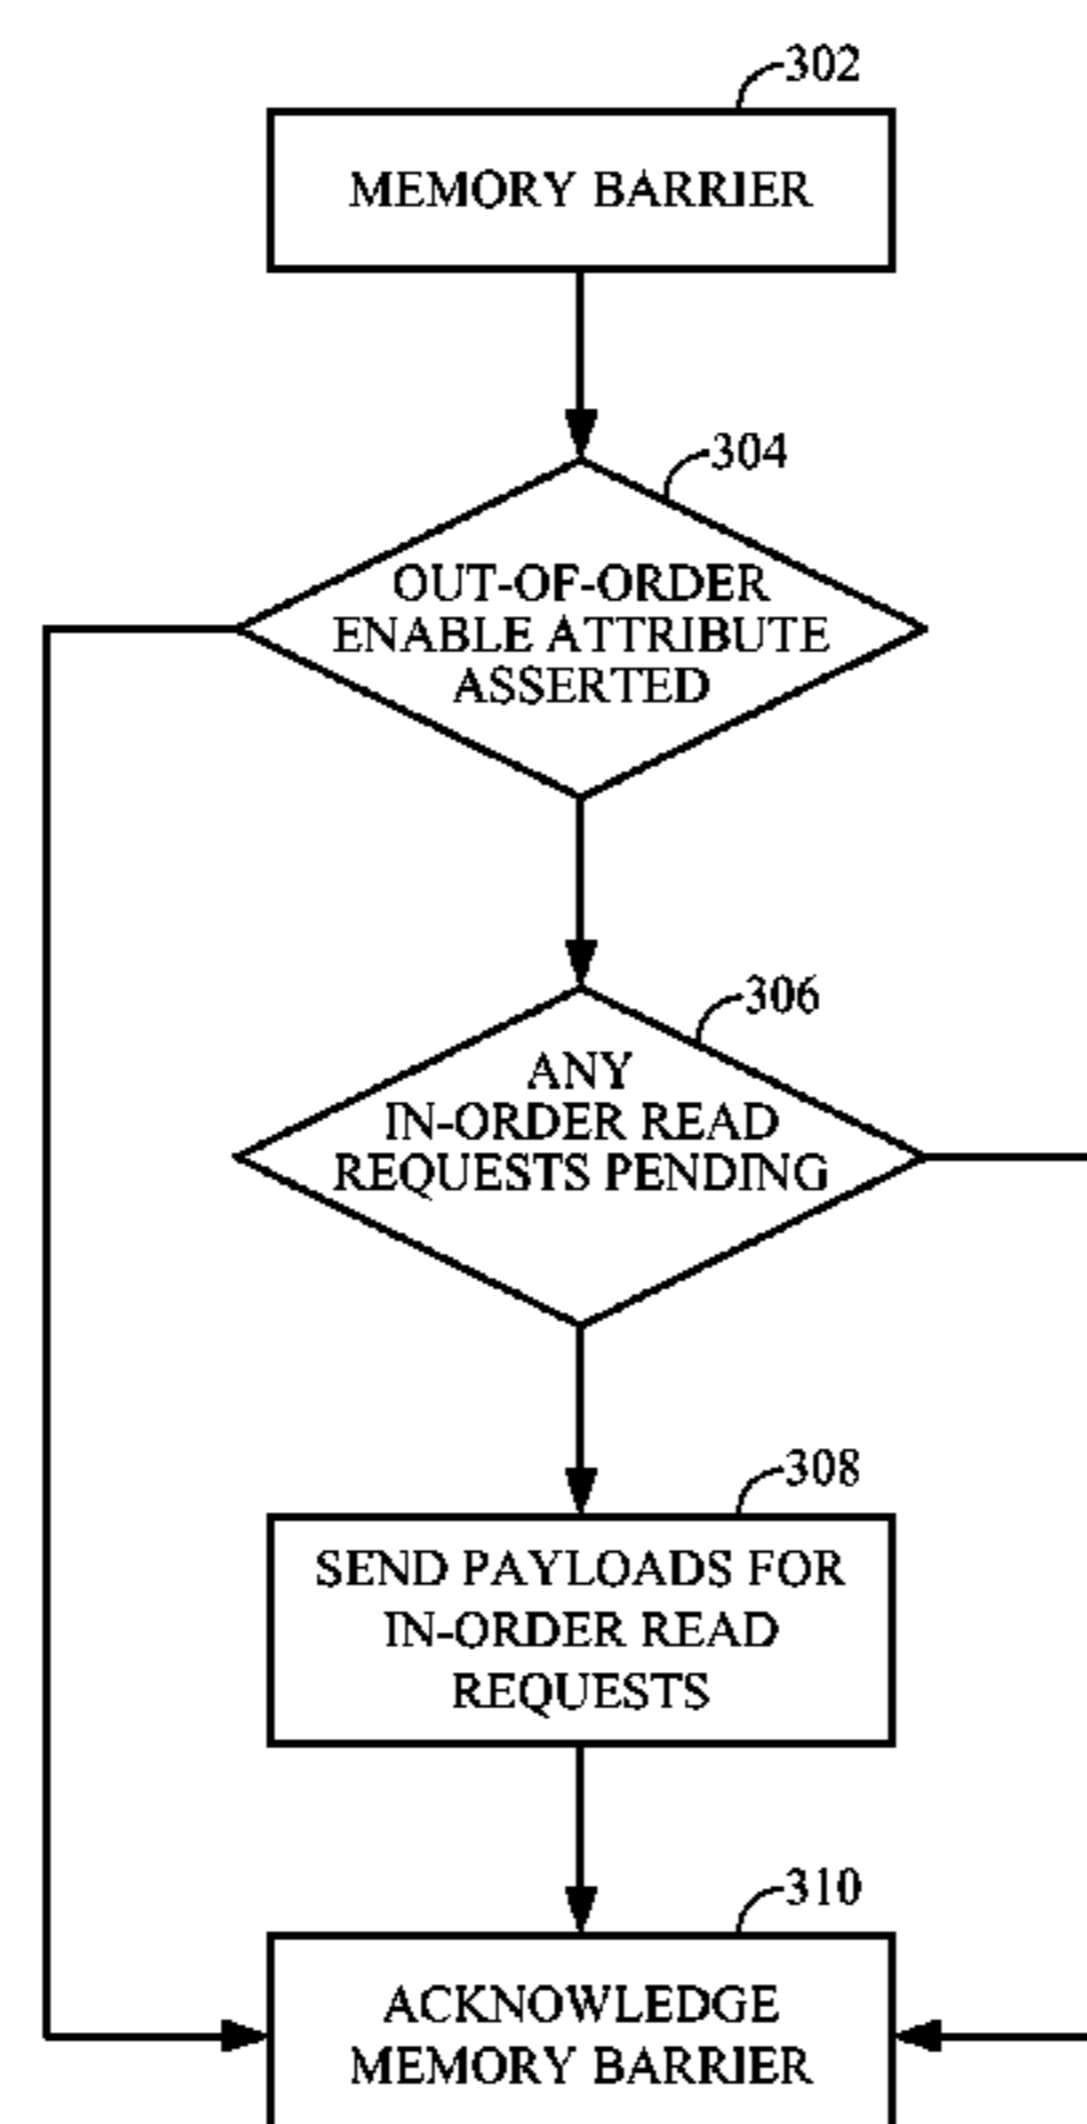 302
MEMORY BARRIER
304
OUT-OF-ORDER
ENABLE ATTRIBUTE
ASSERTED
306
ANY
IN-ORDER READ
REQUESTS PENDING
308
SEND PAYLOADS FOR
IN-ORDER READ
REQUESTS
310
ACKNOWLEDGE
MEMORY BARRIER